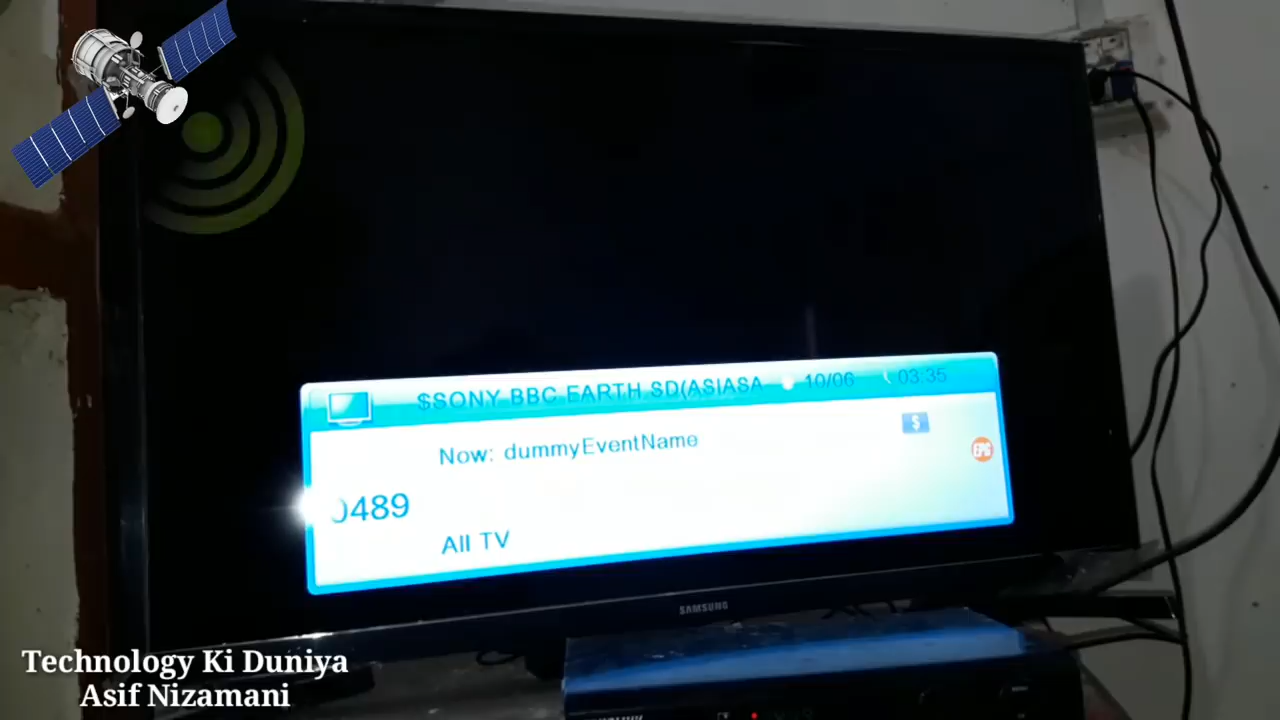 $SONY BBC EARTH SD(ASIASA 10/06 03:35
$
Now: dummyEventName
EPG
0489
All TV
SAMSUNG
Technology Ki Duniya
Asif Nizamani